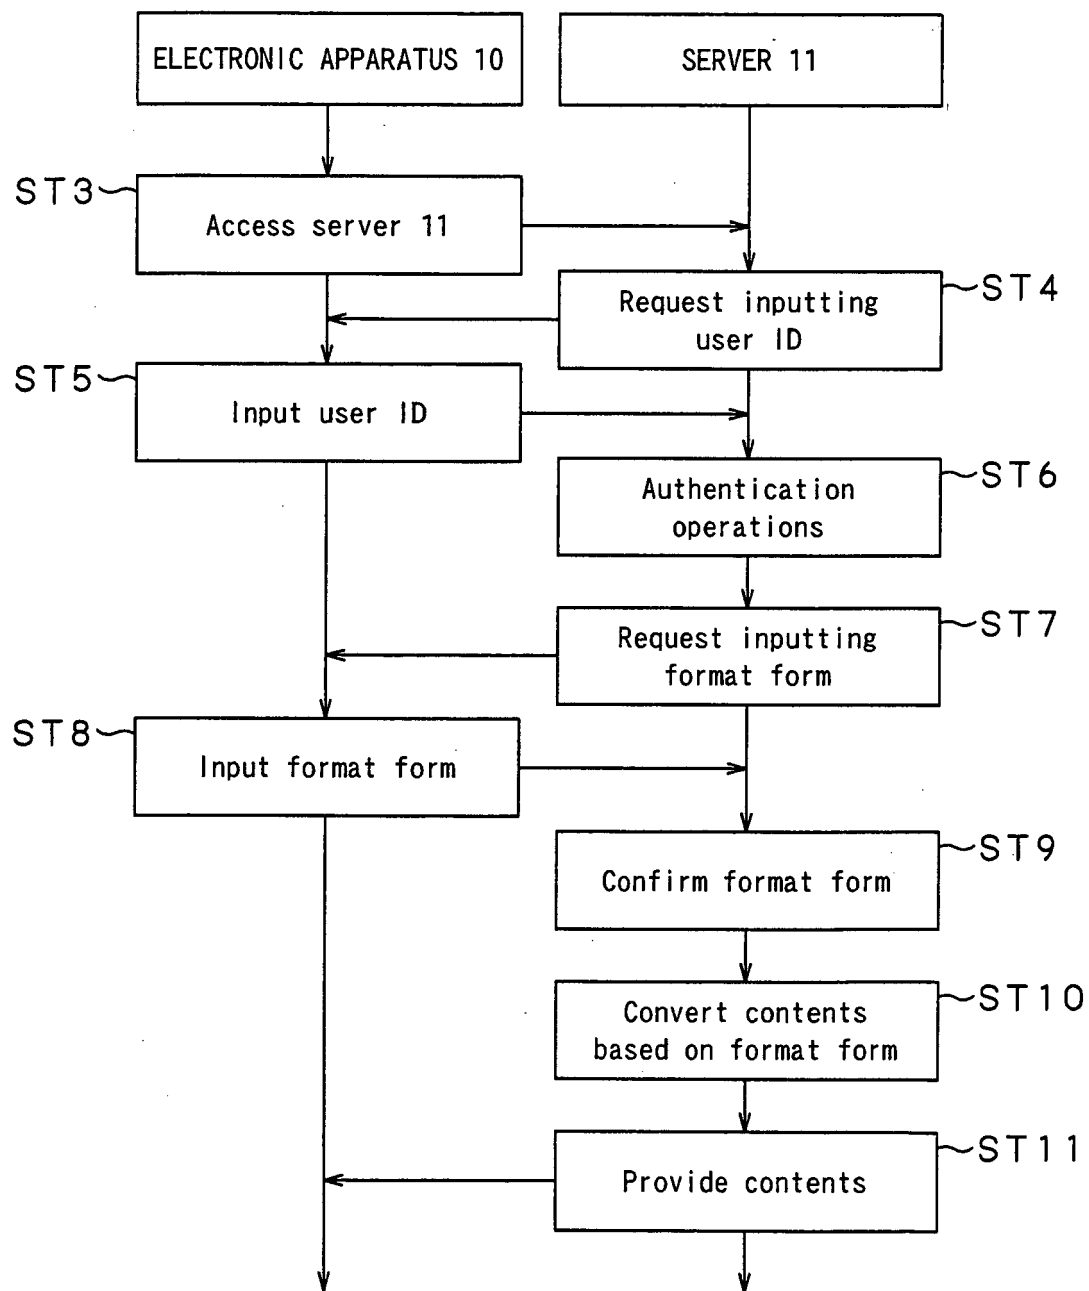 ELECTRONIC APPARATUS 10
SERVER 11
ST3
Access server 11
ST4
Request inputting
user ID
ST5
Input user ID
ST6
Authentication
operations
ST7
Request inputting
format form
ST8
Input format form
ST9
Confirm format form
ST10
Convert contents
based on format form
ST11
Provide contents